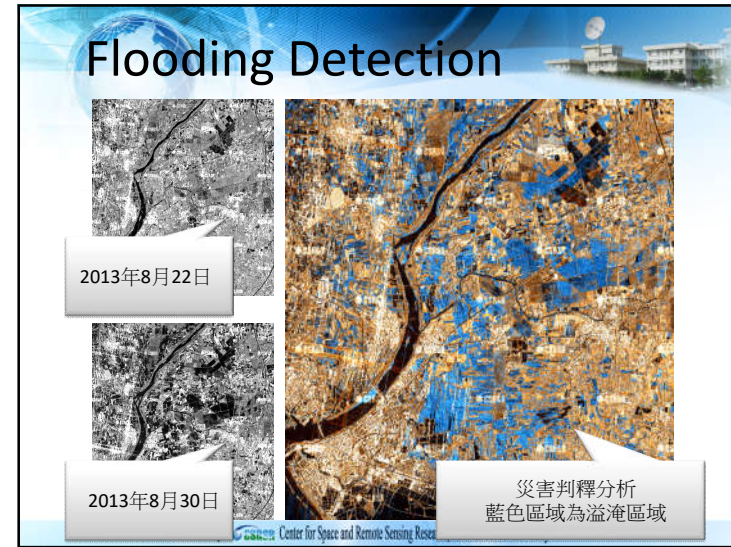 Flooding Detection
2013年8月22日
2013年8月30日
災害判釋分析
藍色區域為溢淹區域
CSRSR Center for Space and Remote Sensing